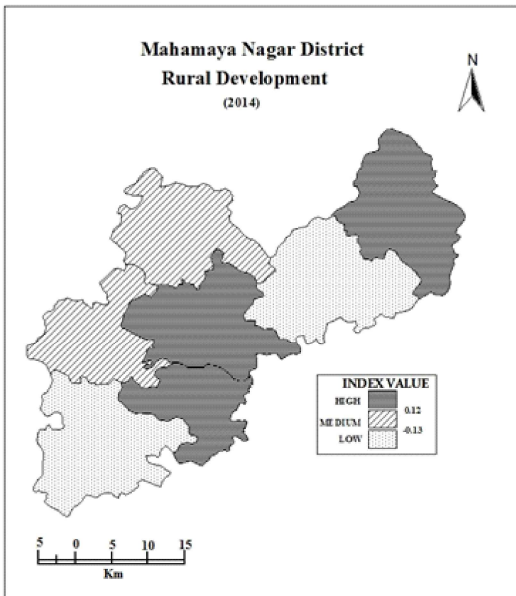 Mahamaya Nagar District
Rural Development
(2014)
N
INDEX VALUE
HIGH
0.12
MEDIUM
-0.13
LOW
5 0 5 10 15
Km